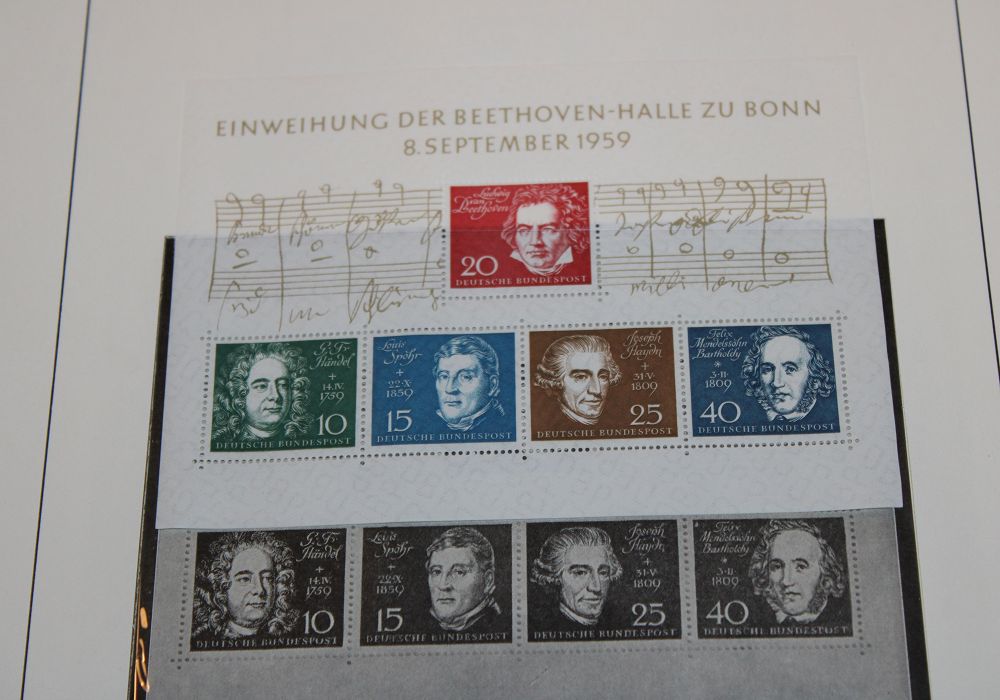 EINWEIHUNG DER BEETHOVEN-HALLE ZU BONN
8. SEPTEMBER 1959
Ludwig
van
Beethoven
20
DEUTSCHE BUNDESPOST
G. Fr.
Händel
+
14.IV.
1759
10
DEUTSCHE BUNDESPOST
Louis
Spohr
+
22.X
1859
15
DEUTSCHE BUNDESPOST
Joseph
Haydn
+
31.V
1809
25
DEUTSCHE BUNDESPOST
Felix
Mendelssohn
Bartholdy
*
3.II.
1809
40
DEUTSCHE BUNDESPOST
G. Fr.
Händel
+
14.IV.
1759
10
DEUTSCHE BUNDESPOST
Louis
Spohr
+
22.X
1859
15
DEUTSCHE BUNDESPOST
Joseph
Haydn
+
31.V
1809
25
DEUTSCHE BUNDESPOST
Felix
Mendelssohn
Bartholdy
*
3.II.
1809
40
DEUTSCHE BUNDESPOST